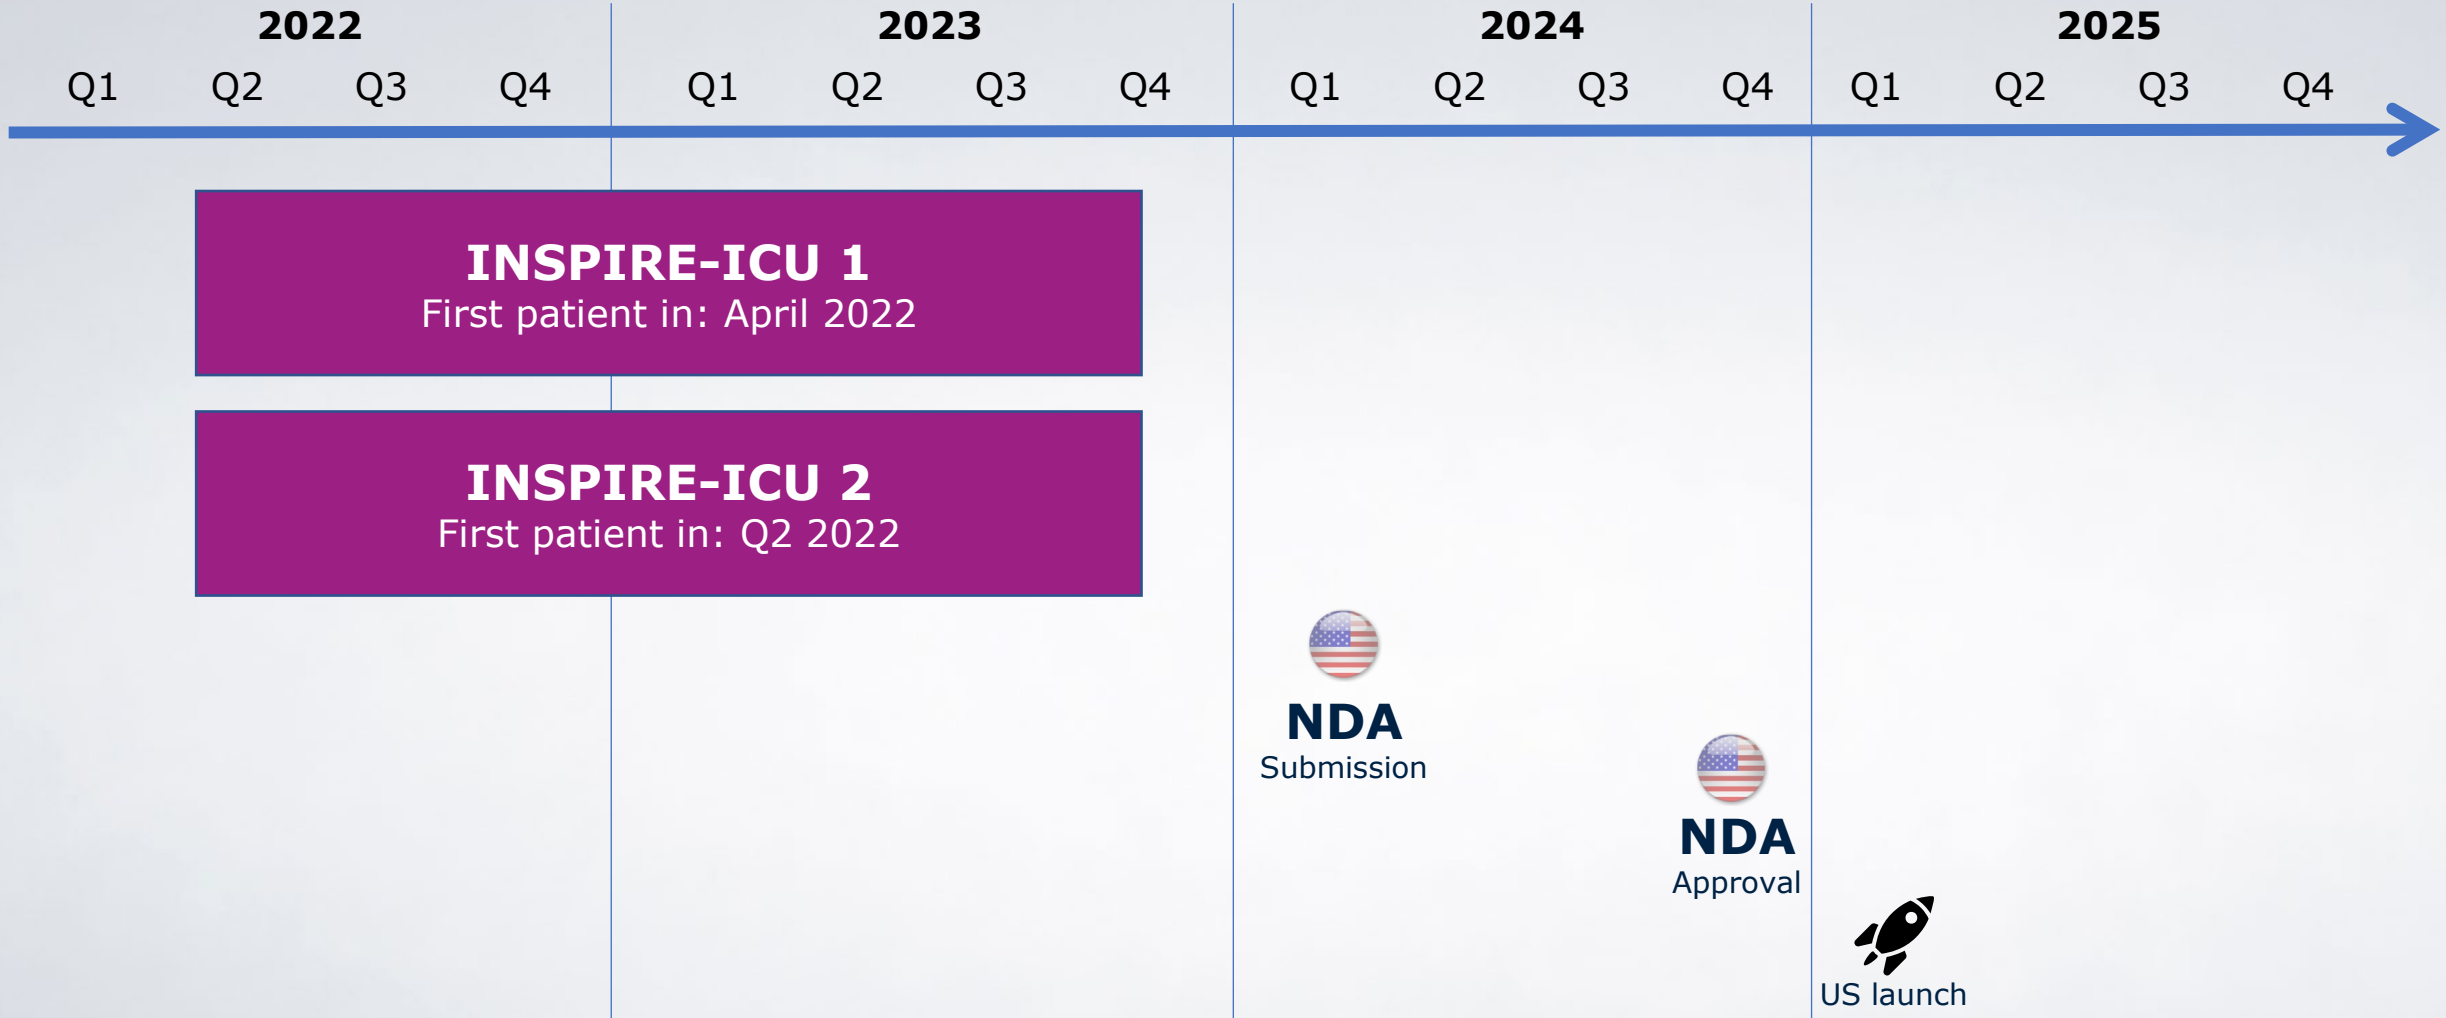 2022 2023 2024 2025
Q1 Q2 Q3 Q4 Q1 Q2 Q3 Q4 Q1 Q2 Q3 Q4 Q1 Q2 Q3 Q4
INSPIRE-ICU 1
First patient in: April 2022
INSPIRE-ICU 2
First patient in: Q2 2022
NDA
Submission
NDA
Approval
US launch